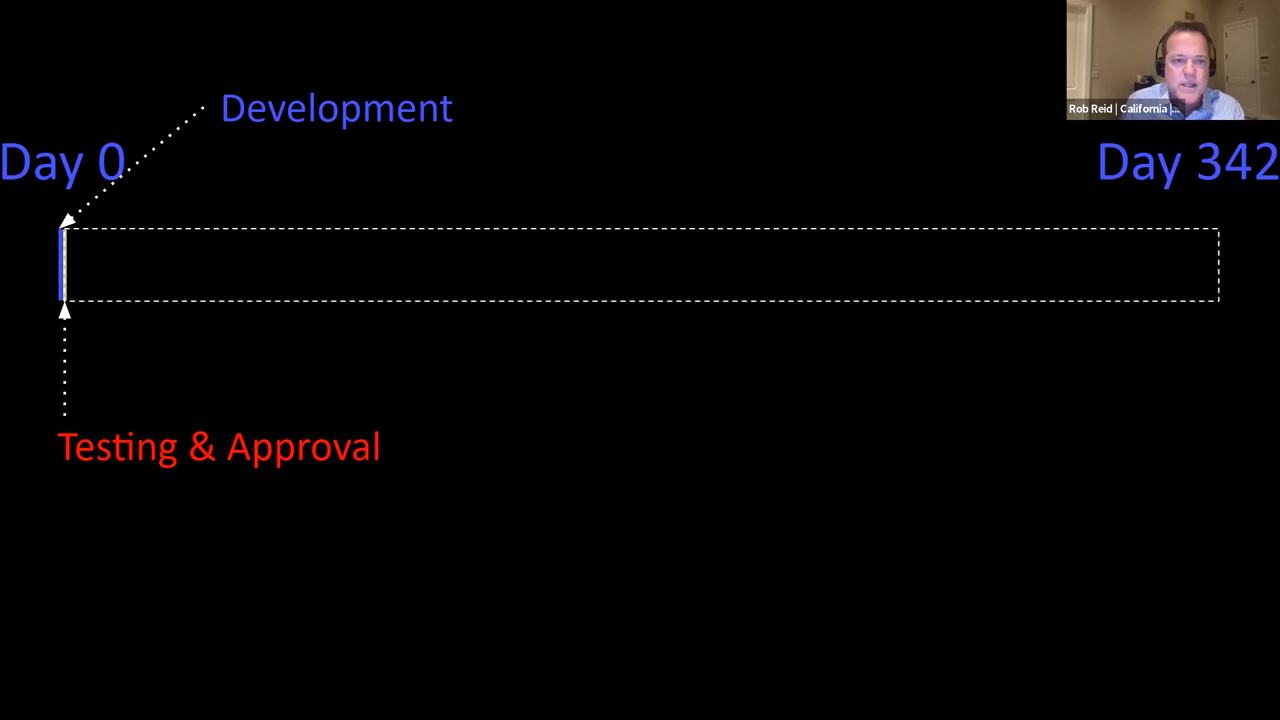 Rob Reid | California |...
Development
Day 0
Day 342
Testing & Approval